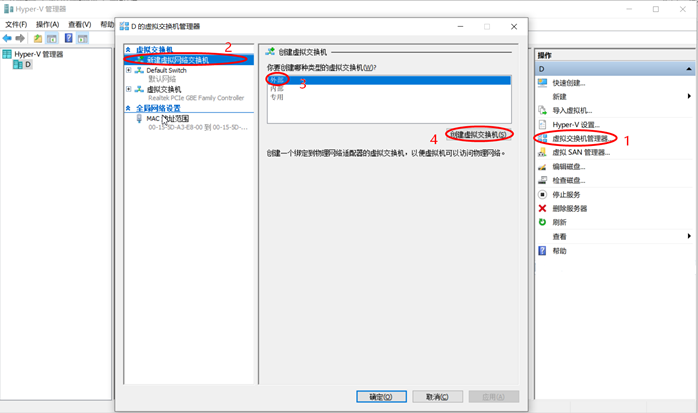 Hyper-V 管理器
文件(F) 操作(A) 查看(V) 帮助
Hyper-V 管理器
D
D 的虚拟交换机管理器
虚拟交换机
2
新建虚拟网络交换机
Default Switch
默认网络
虚拟交换机
Realtek PCIe GBE Family Controller
全局网络设置
MAC 地址范围
00-15-5D-A3-E8-00 到 00-15-5D-...
创建虚拟交换机
你要创建哪种类型的虚拟交换机(W)?
外部
3
内部
专用
4
创建虚拟交换机(S)
创建一个绑定到物理网络适配器的虚拟交换机，以便虚拟机可以访问物理网络。
确定(O)
取消(C)
应用(A)
操作
D
快速创建...
新建
导入虚拟机...
Hyper-V 设置...
虚拟交换机管理器...
1
虚拟 SAN 管理器...
编辑磁盘...
检查磁盘...
停止服务
删除服务器
刷新
查看
帮助